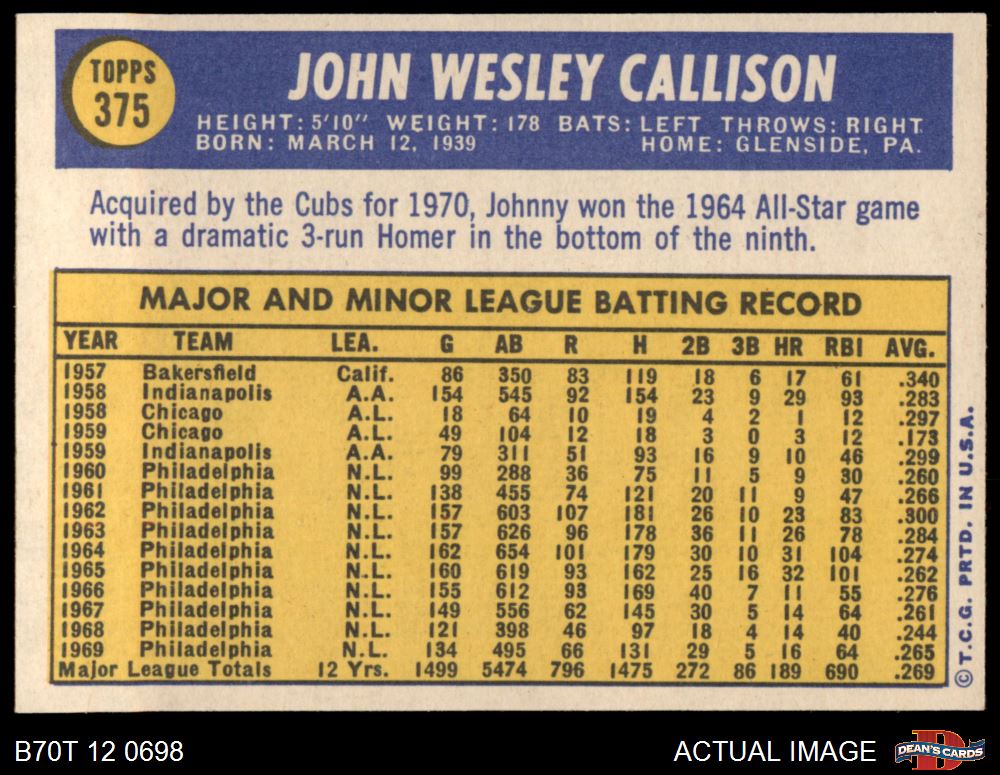 TOPPS
375
JOHN WESLEY CALLISON
HEIGHT: 5'10" WEIGHT: 178 BATS: LEFT THROWS: RIGHT
BORN: MARCH 12, 1939 HOME: GLENSIDE, PA.
Acquired by the Cubs for 1970, Johnny won the 1964 All-Star game
with a dramatic 3-run Homer in the bottom of the ninth.
MAJOR AND MINOR LEAGUE BATTING RECORD
YEAR TEAM LEA. G AB R H 2B 3B HR RBI AVG.
1957 Bakersfield Calif. 86 350 83 119 18 6 17 61 .340
1958 Indianapolis A.A. 154 545 92 154 23 9 29 93 .283
1958 Chicago A.L. 18 64 10 19 4 2 1 12 .297
1959 Chicago A.L. 49 104 12 18 3 0 3 12 .173
1959 Indianapolis A.A. 79 311 51 93 16 9 10 46 .299
1960 Philadelphia N.L. 99 288 36 75 11 5 9 30 .260
1961 Philadelphia N.L. 138 455 74 121 20 11 9 47 .266
1962 Philadelphia N.L. 157 603 107 181 26 10 23 83 .300
1963 Philadelphia N.L. 157 626 96 178 36 11 26 78 .284
1964 Philadelphia N.L. 162 654 101 179 30 10 31 104 .274
1965 Philadelphia N.L. 160 619 93 162 25 16 32 101 .262
1966 Philadelphia N.L. 155 612 93 169 40 7 11 55 .276
1967 Philadelphia N.L. 149 556 62 145 30 5 14 64 .261
1968 Philadelphia N.L. 121 398 46 97 18 4 14 40 .244
1969 Philadelphia N.L. 134 495 66 131 29 5 16 64 .265
Major League Totals 12 Yrs. 1499 5474 796 1475 272 86 189 690 .269
© T.C.G. PRTD. IN U.S.A.
B70T 12 0698
ACTUAL IMAGE
B
DEAN'S CARDS